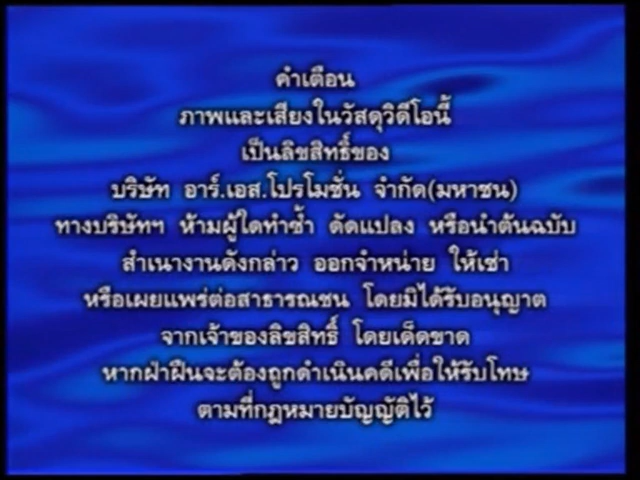 คำเตือน
ภาพและเสียงในวัสดุวิดีโอนี้
เป็นลิขสิทธิ์ของ
บริษัท อาร์.เอส.โปรโมชั่น จำกัด(มหาชน)
ทางบริษัทฯ ห้ามผู้ใดทำซ้ำ ดัดแปลง หรือนำต้นฉบับ
สำเนางานดังกล่าว ออกจำหน่าย ให้เช่า
หรือเผยแพร่ต่อสาธารณชน โดยมิได้รับอนุญาต
จากเจ้าของลิขสิทธิ์ โดยเด็ดขาด
หากฝ่าฝืนจะต้องถูกดำเนินคดีเพื่อให้รับโทษ
ตามที่กฎหมายบัญญัติไว้